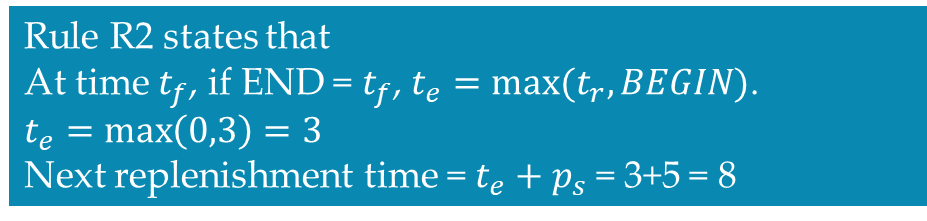 Rule R2 states that
At time t_f, if END = t_f, t_e = max(t_r, BEGIN).
t_e = max(0,3) = 3
Next replenishment time = t_e + p_s = 3+5 = 8